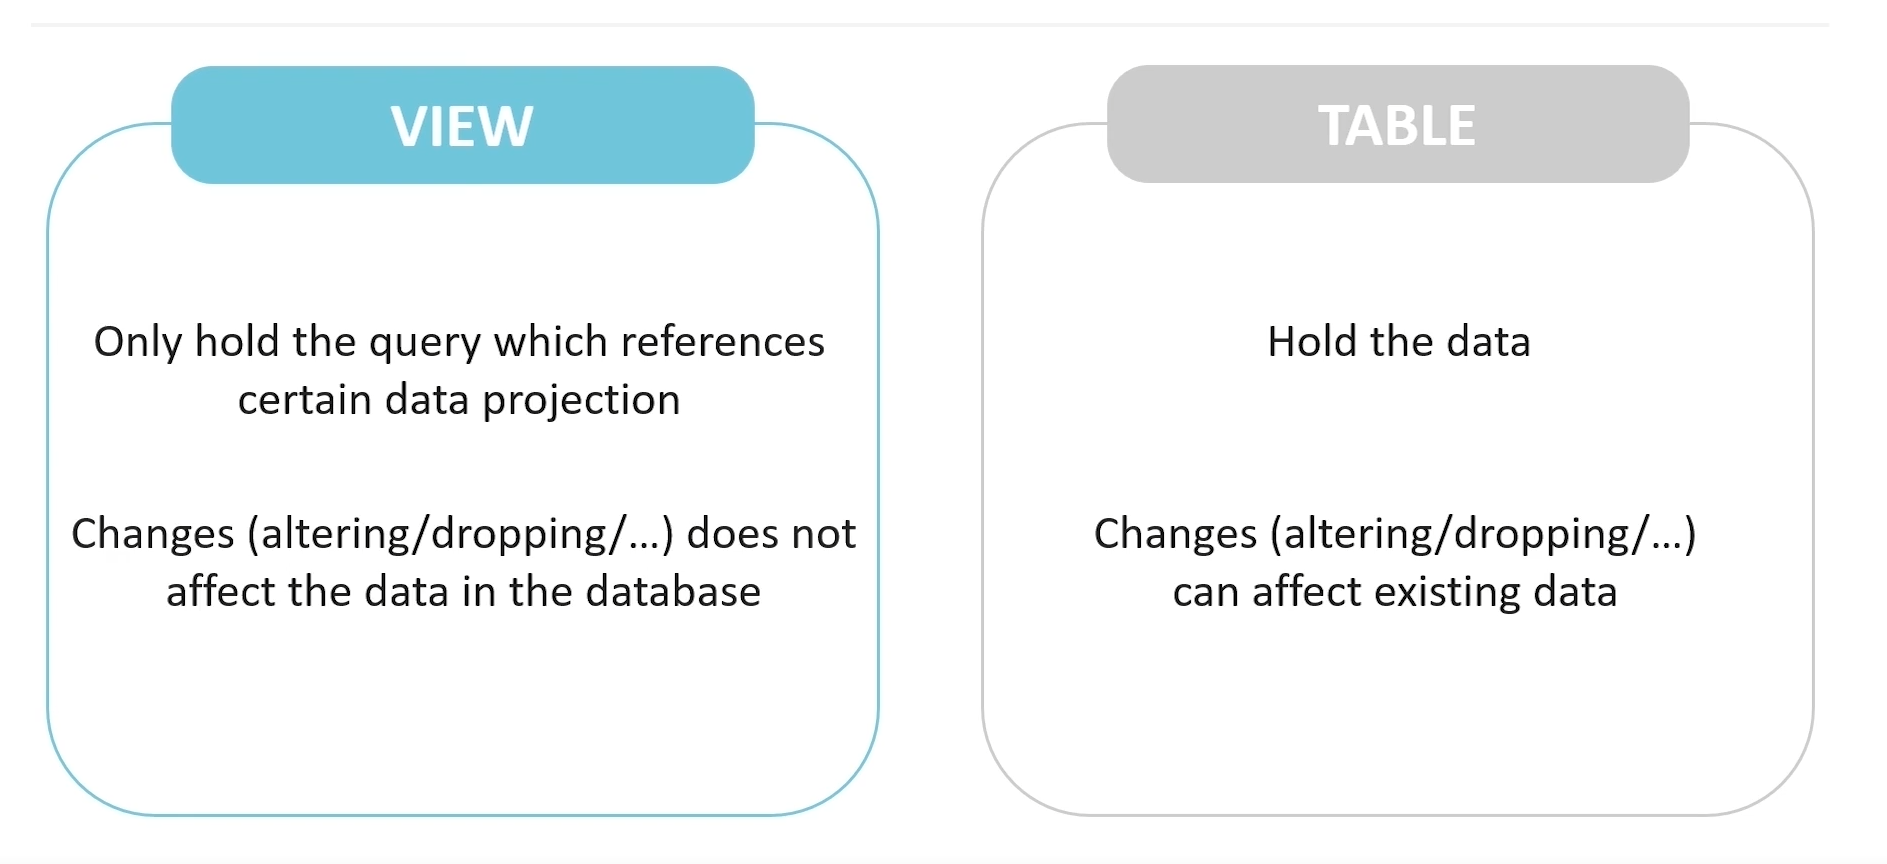 VIEW
Only hold the query which references
certain data projection
Changes (altering/dropping/...) does not
affect the data in the database
TABLE
Hold the data
Changes (altering/dropping/...)
can affect existing data